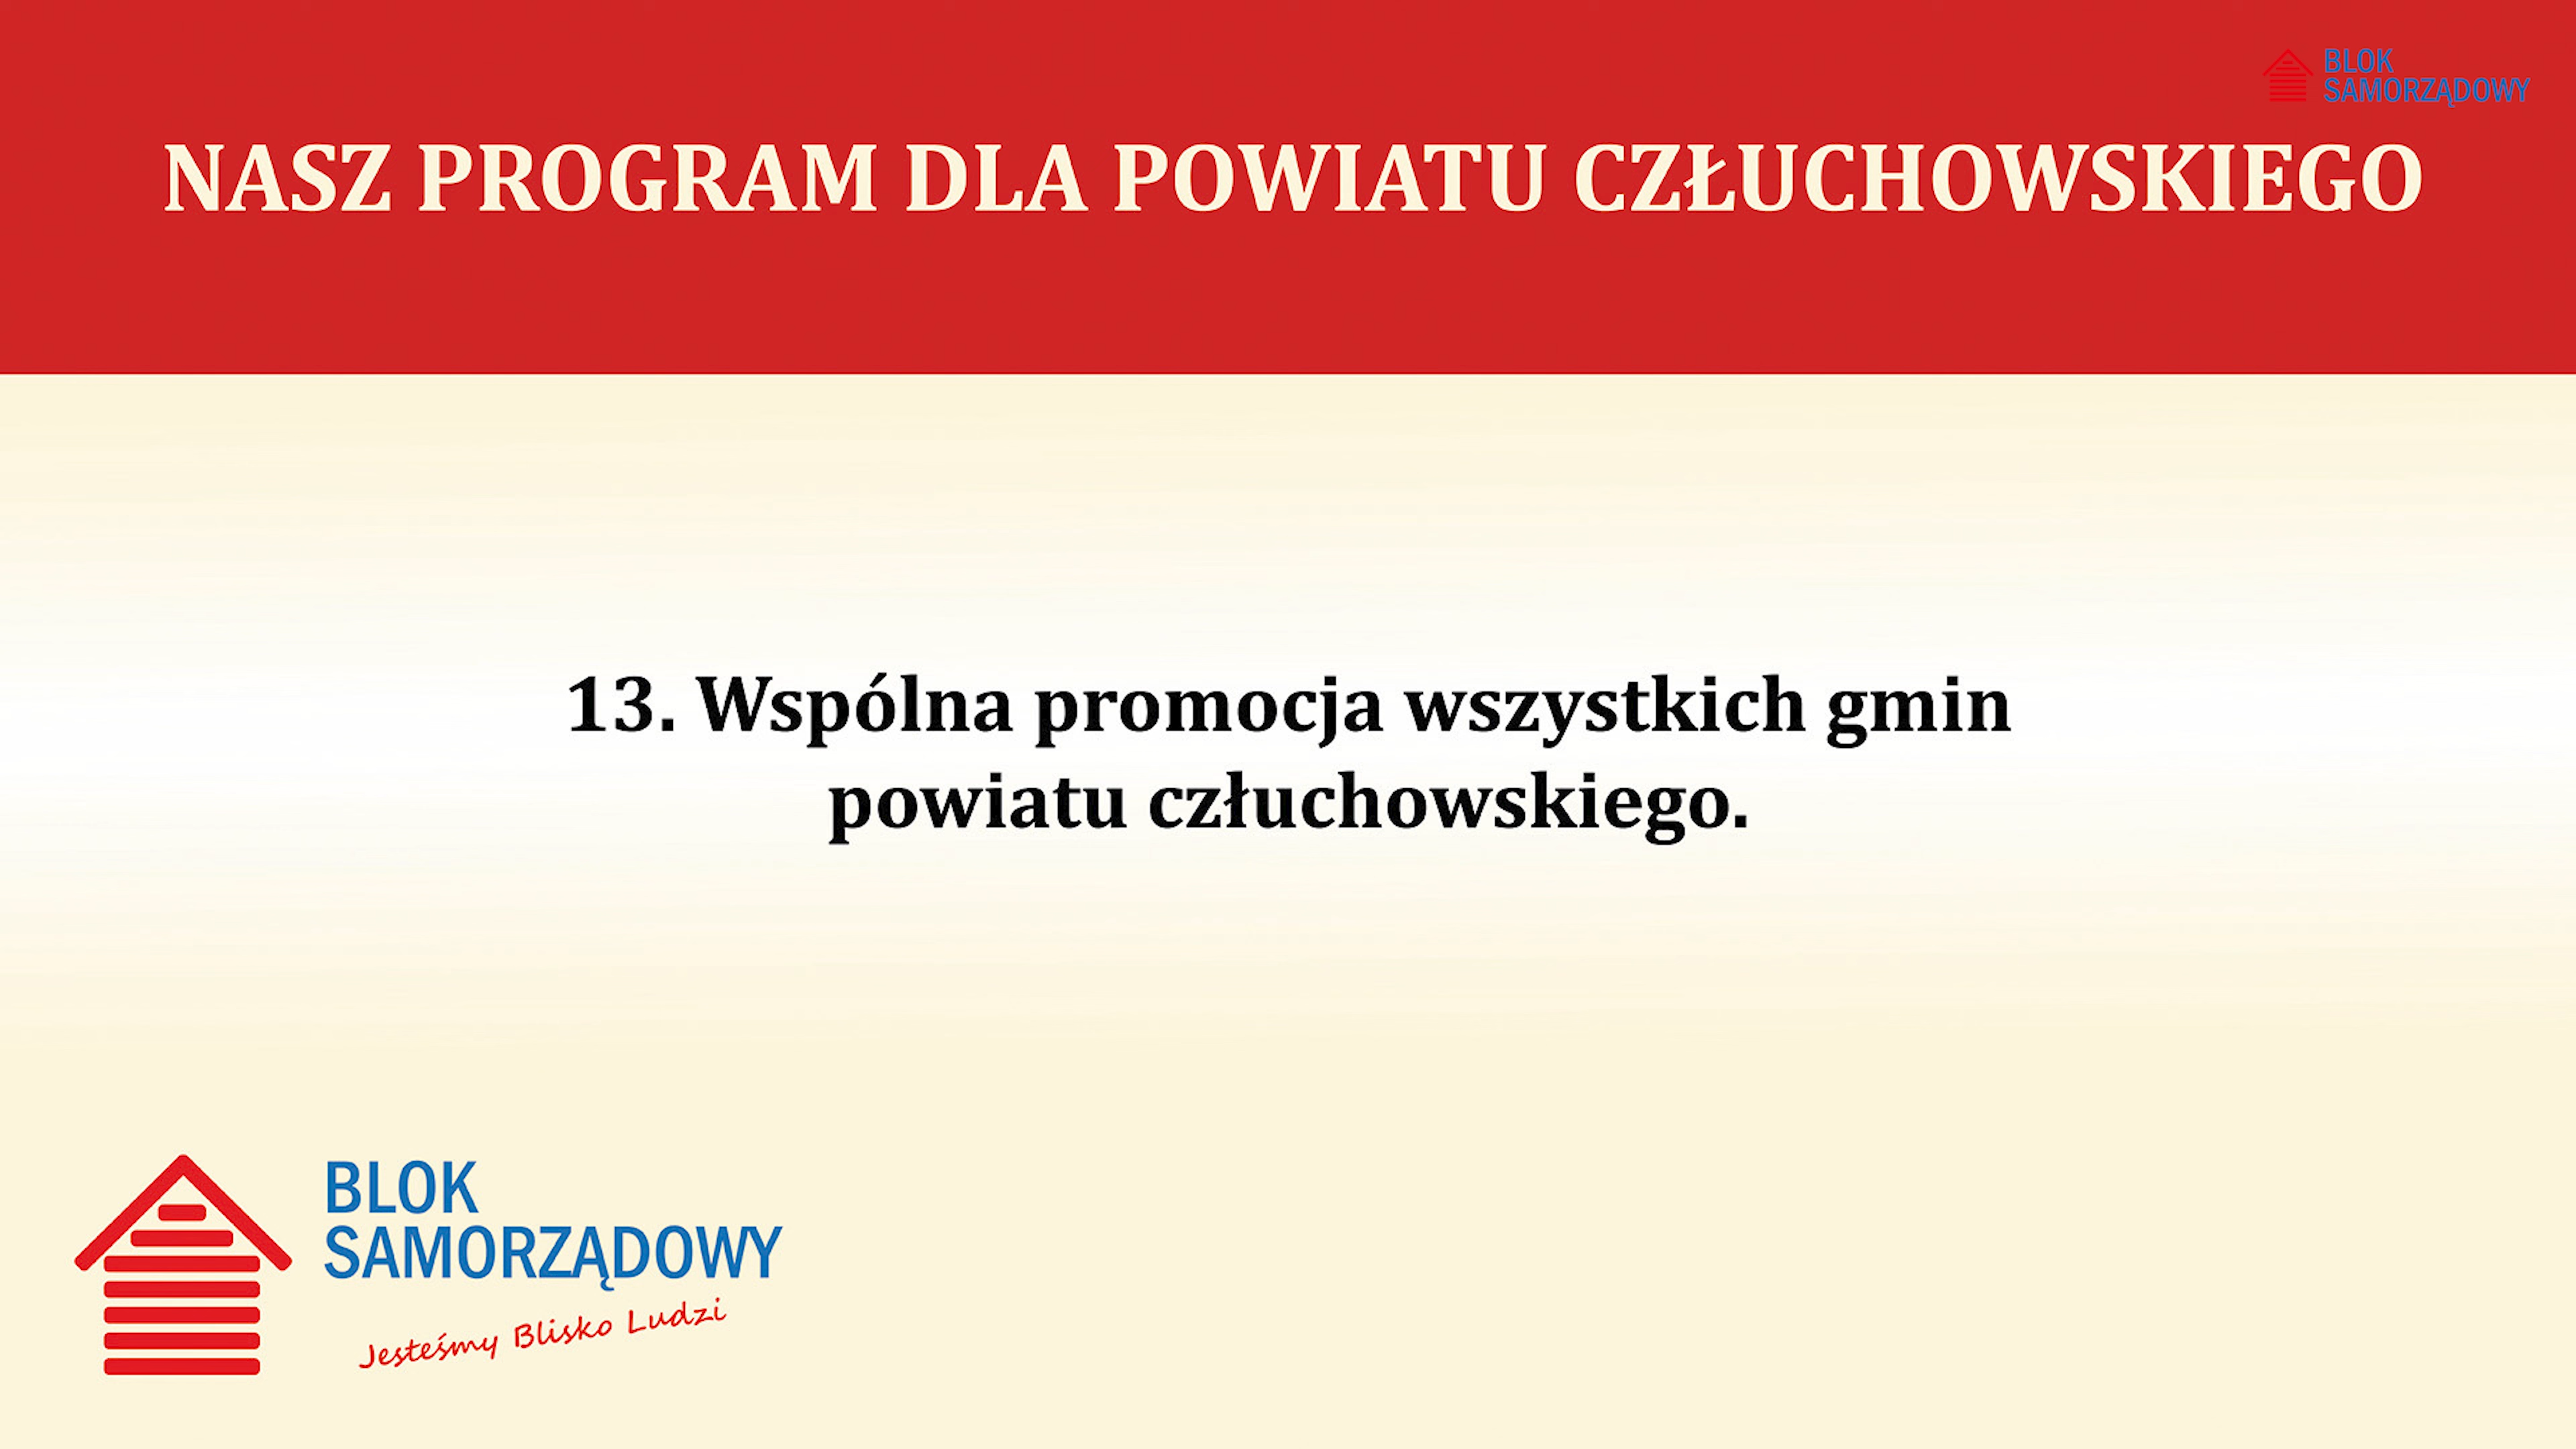 BLOK
SAMORZĄDOWY
NASZ PROGRAM DLA POWIATU CZŁUCHOWSKIEGO
13. Wspólna promocja wszystkich gmin
powiatu człuchowskiego.
BLOK
SAMORZĄDOWY
Jesteśmy Blisko Ludzi